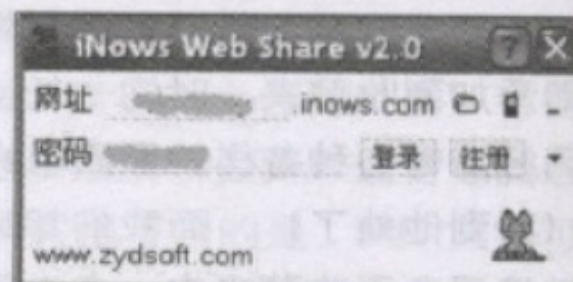 iNows Web Share v2.0
网址 .inows.com
密码 登录 注册
www.zydsoft.com